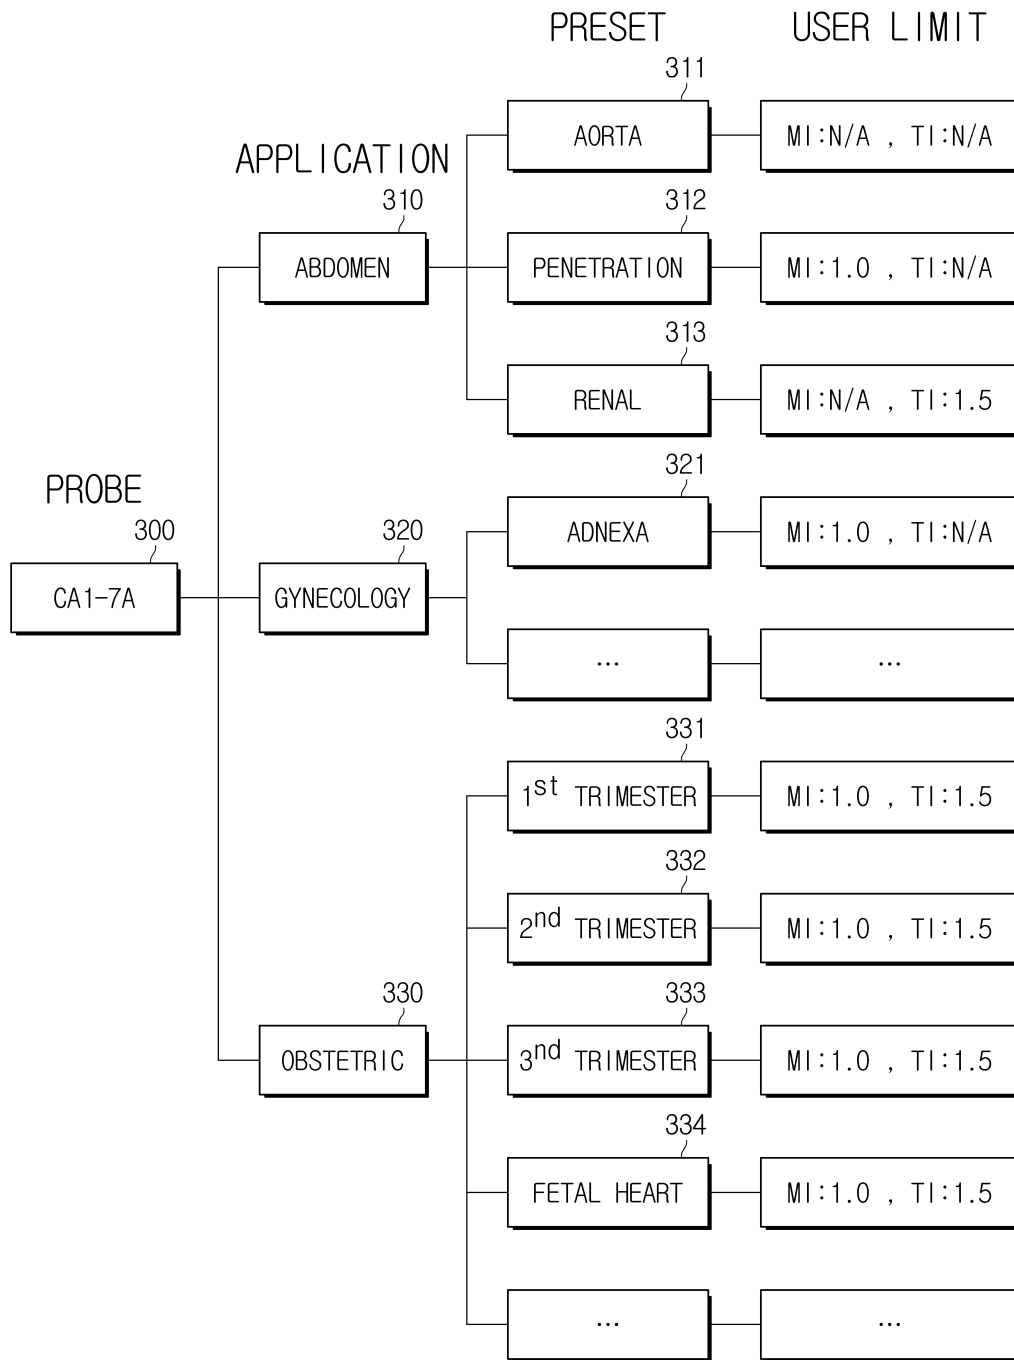 PRESET USER LIMIT
311
AORTA MI:N/A , TI:N/A
APPLICATION
310 312
ABDOMEN PENETRATION MI:1.0 , TI:N/A
313
RENAL MI:N/A , TI:1.5
PROBE
321
ADNEXA MI:1.0 , TI:N/A
300 320
CA1-7A GYNECOLOGY
... ...
331
1st TRIMESTER MI:1.0 , TI:1.5
332
2nd TRIMESTER MI:1.0 , TI:1.5
330 333
OBSTETRIC 3nd TRIMESTER MI:1.0 , TI:1.5
334
FETAL HEART MI:1.0 , TI:1.5
... ...